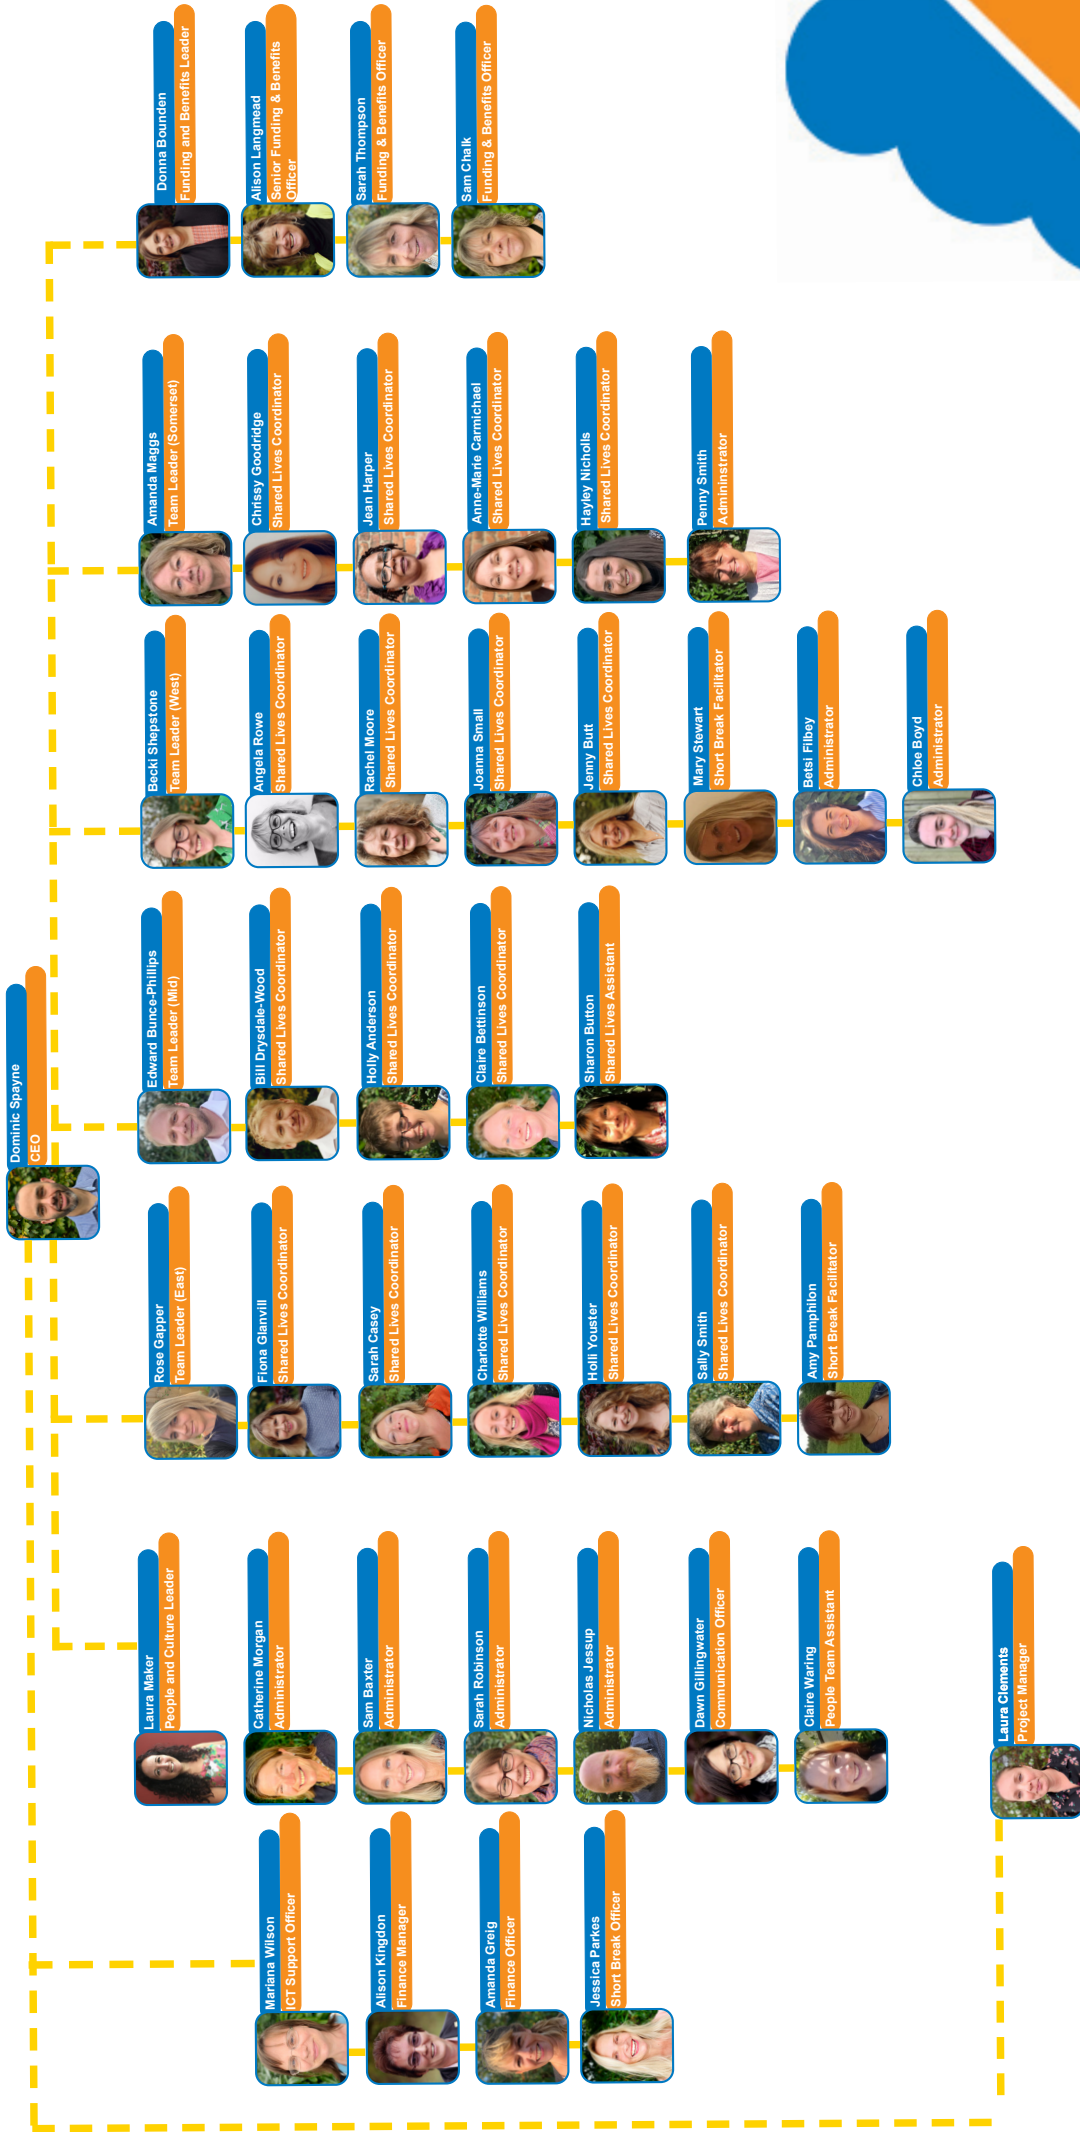 Dominic Spayne
CEO
Mariana Wilson
ICT Support Officer
Alison Kingdon
Finance Manager
Amanda Greig
Finance Officer
Jessica Parkes
Short Break Officer
Laura Maker
People and Culture Leader
Catherine Morgan
Administrator
Sam Baxter
Administrator
Sarah Robinson
Administrator
Nicholas Jessup
Administrator
Dawn Gillingwater
Communication Officer
Claire Waring
People Team Assistant
Laura Clements
Project Manager
Rose Gapper
Team Leader (East)
Fiona Glanvill
Shared Lives Coordinator
Sarah Casey
Shared Lives Coordinator
Charlotte Williams
Shared Lives Coordinator
Holli Youster
Shared Lives Coordinator
Sally Smith
Shared Lives Coordinator
Amy Pamphilon
Short Break Facilitator
Edward Bunce-Phillips
Team Leader (Mid)
Bill Drysdale-Wood
Shared Lives Coordinator
Holly Anderson
Shared Lives Coordinator
Claire Bettinson
Shared Lives Coordinator
Sharon Button
Shared Lives Assistant
Becki Shepstone
Team Leader (West)
Angela Rowe
Shared Lives Coordinator
Rachel Moore
Shared Lives Coordinator
Joanna Small
Shared Lives Coordinator
Jenny Butt
Shared Lives Coordinator
Mary Stewart
Short Break Facilitator
Betsi Filbey
Administrator
Chloe Boyd
Administrator
Amanda Maggs
Team Leader (Somerset)
Chrissy Goodridge
Shared Lives Coordinator
Jean Harper
Shared Lives Coordinator
Anne-Marie Carmichael
Shared Lives Coordinator
Hayley Nicholls
Shared Lives Coordinator
Penny Smith
Admininstrator
Donna Bounden
Funding and Benefits Leader
Alison Langmead
Senior Funding & Benefits
Officer
Sarah Thompson
Funding & Benefits Officer
Sam Chalk
Funding & Benefits Officer